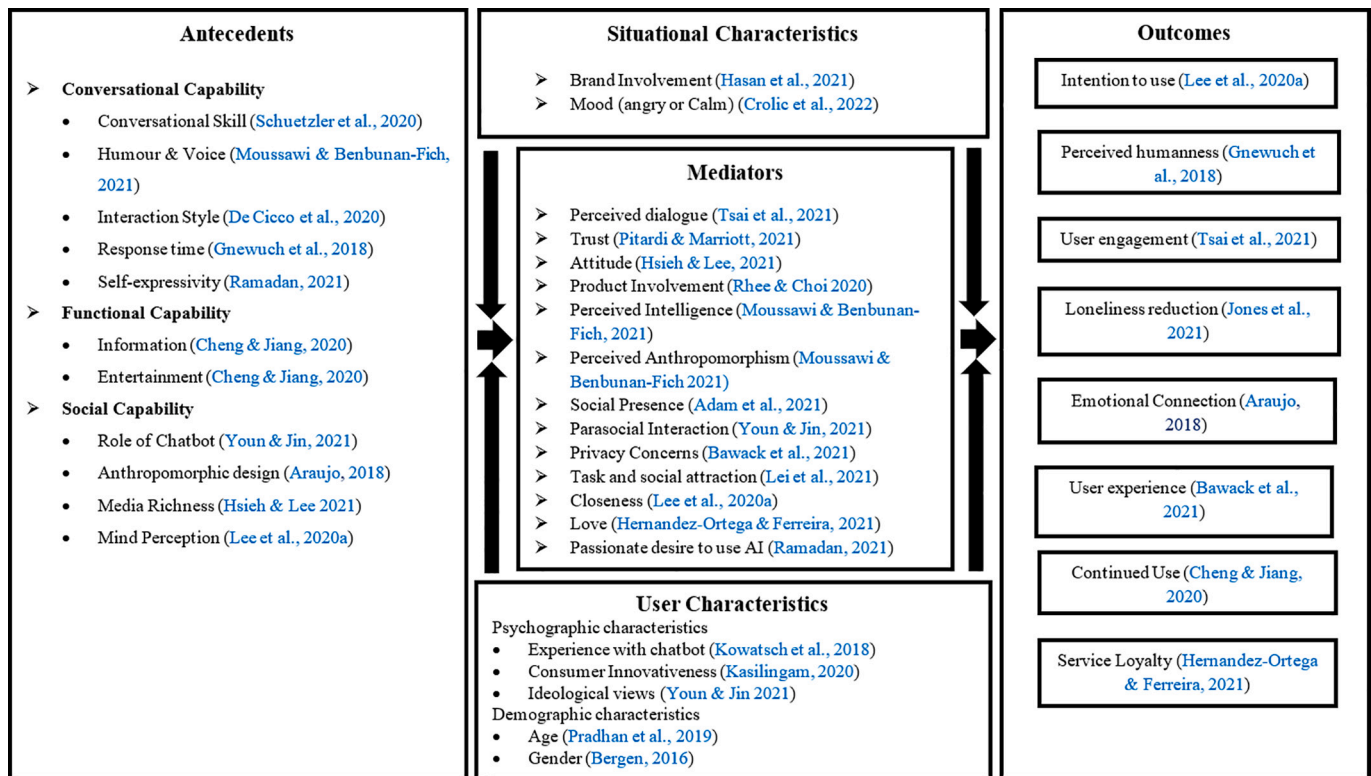 Antecedents
➢ Conversational Capability
• Conversational Skill (Schuetzler et al., 2020)
• Humour & Voice (Moussawi & Benbunan-Fich,
2021)
• Interaction Style (De Cicco et al., 2020)
• Response time (Gnewuch et al., 2018)
• Self-expressivity (Ramadan, 2021)
➢ Functional Capability
• Information (Cheng & Jiang, 2020)
• Entertainment (Cheng & Jiang, 2020)
➢ Social Capability
• Role of Chatbot (Youn & Jin, 2021)
• Anthropomorphic design (Araujo, 2018)
• Media Richness (Hsieh & Lee 2021)
• Mind Perception (Lee et al., 2020a)
Situational Characteristics
➢ Brand Involvement (Hasan et al., 2021)
➢ Mood (angry or Calm) (Crolic et al., 2022)
Mediators
➢ Perceived dialogue (Tsai et al., 2021)
➢ Trust (Pitardi & Marriott, 2021)
➢ Attitude (Hsieh & Lee, 2021)
➢ Product Involvement (Rhee & Choi 2020)
➢ Perceived Intelligence (Moussawi & Benbunan-
Fich, 2021)
➢ Perceived Anthropomorphism (Moussawi &
Benbunan-Fich 2021)
➢ Social Presence (Adam et al., 2021)
➢ Parasocial Interaction (Youn & Jin, 2021)
➢ Privacy Concerns (Bawack et al., 2021)
➢ Task and social attraction (Lei et al., 2021)
➢ Closeness (Lee et al., 2020a)
➢ Love (Hernandez-Ortega & Ferreira, 2021)
➢ Passionate desire to use AI (Ramadan, 2021)
User Characteristics
Psychographic characteristics
• Experience with chatbot (Kowatsch et al., 2018)
• Consumer Innovativeness (Kasilingam, 2020)
• Ideological views (Youn & Jin 2021)
Demographic characteristics
• Age (Pradhan et al., 2019)
• Gender (Bergen, 2016)
Outcomes
Intention to use (Lee et al., 2020a)
Perceived humanness (Gnewuch et
al., 2018)
User engagement (Tsai et al., 2021)
Loneliness reduction (Jones et al.,
2021)
Emotional Connection (Araujo,
2018)
User experience (Bawack et al.,
2021)
Continued Use (Cheng & Jiang,
2020)
Service Loyalty (Hernandez-Ortega
& Ferreira, 2021)